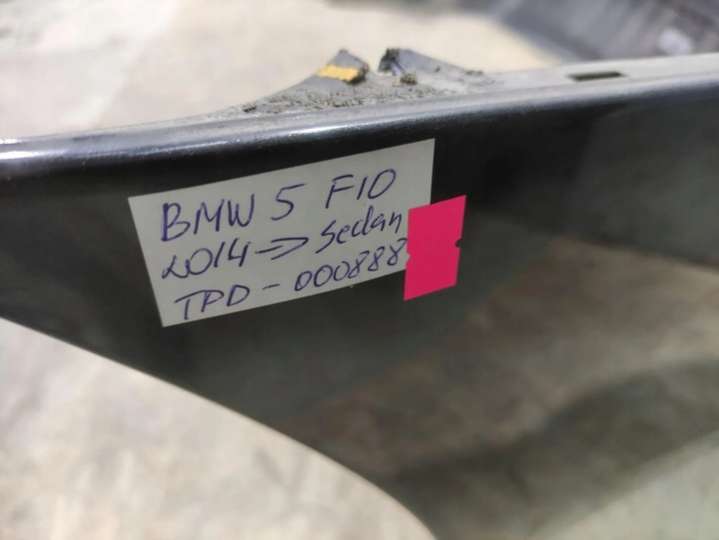 BMW 5 F10
2014 → Sedan
TPD - 000888